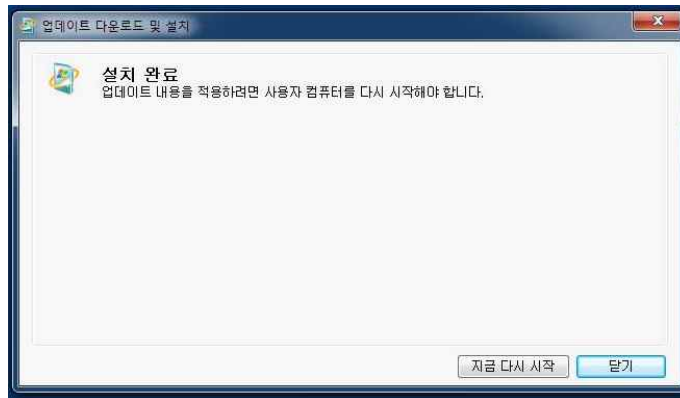 업데이트 다운로드 및 설치
설치 완료
업데이트 내용을 적용하려면 사용자 컴퓨터를 다시 시작해야 합니다.
지금 다시 시작
닫기